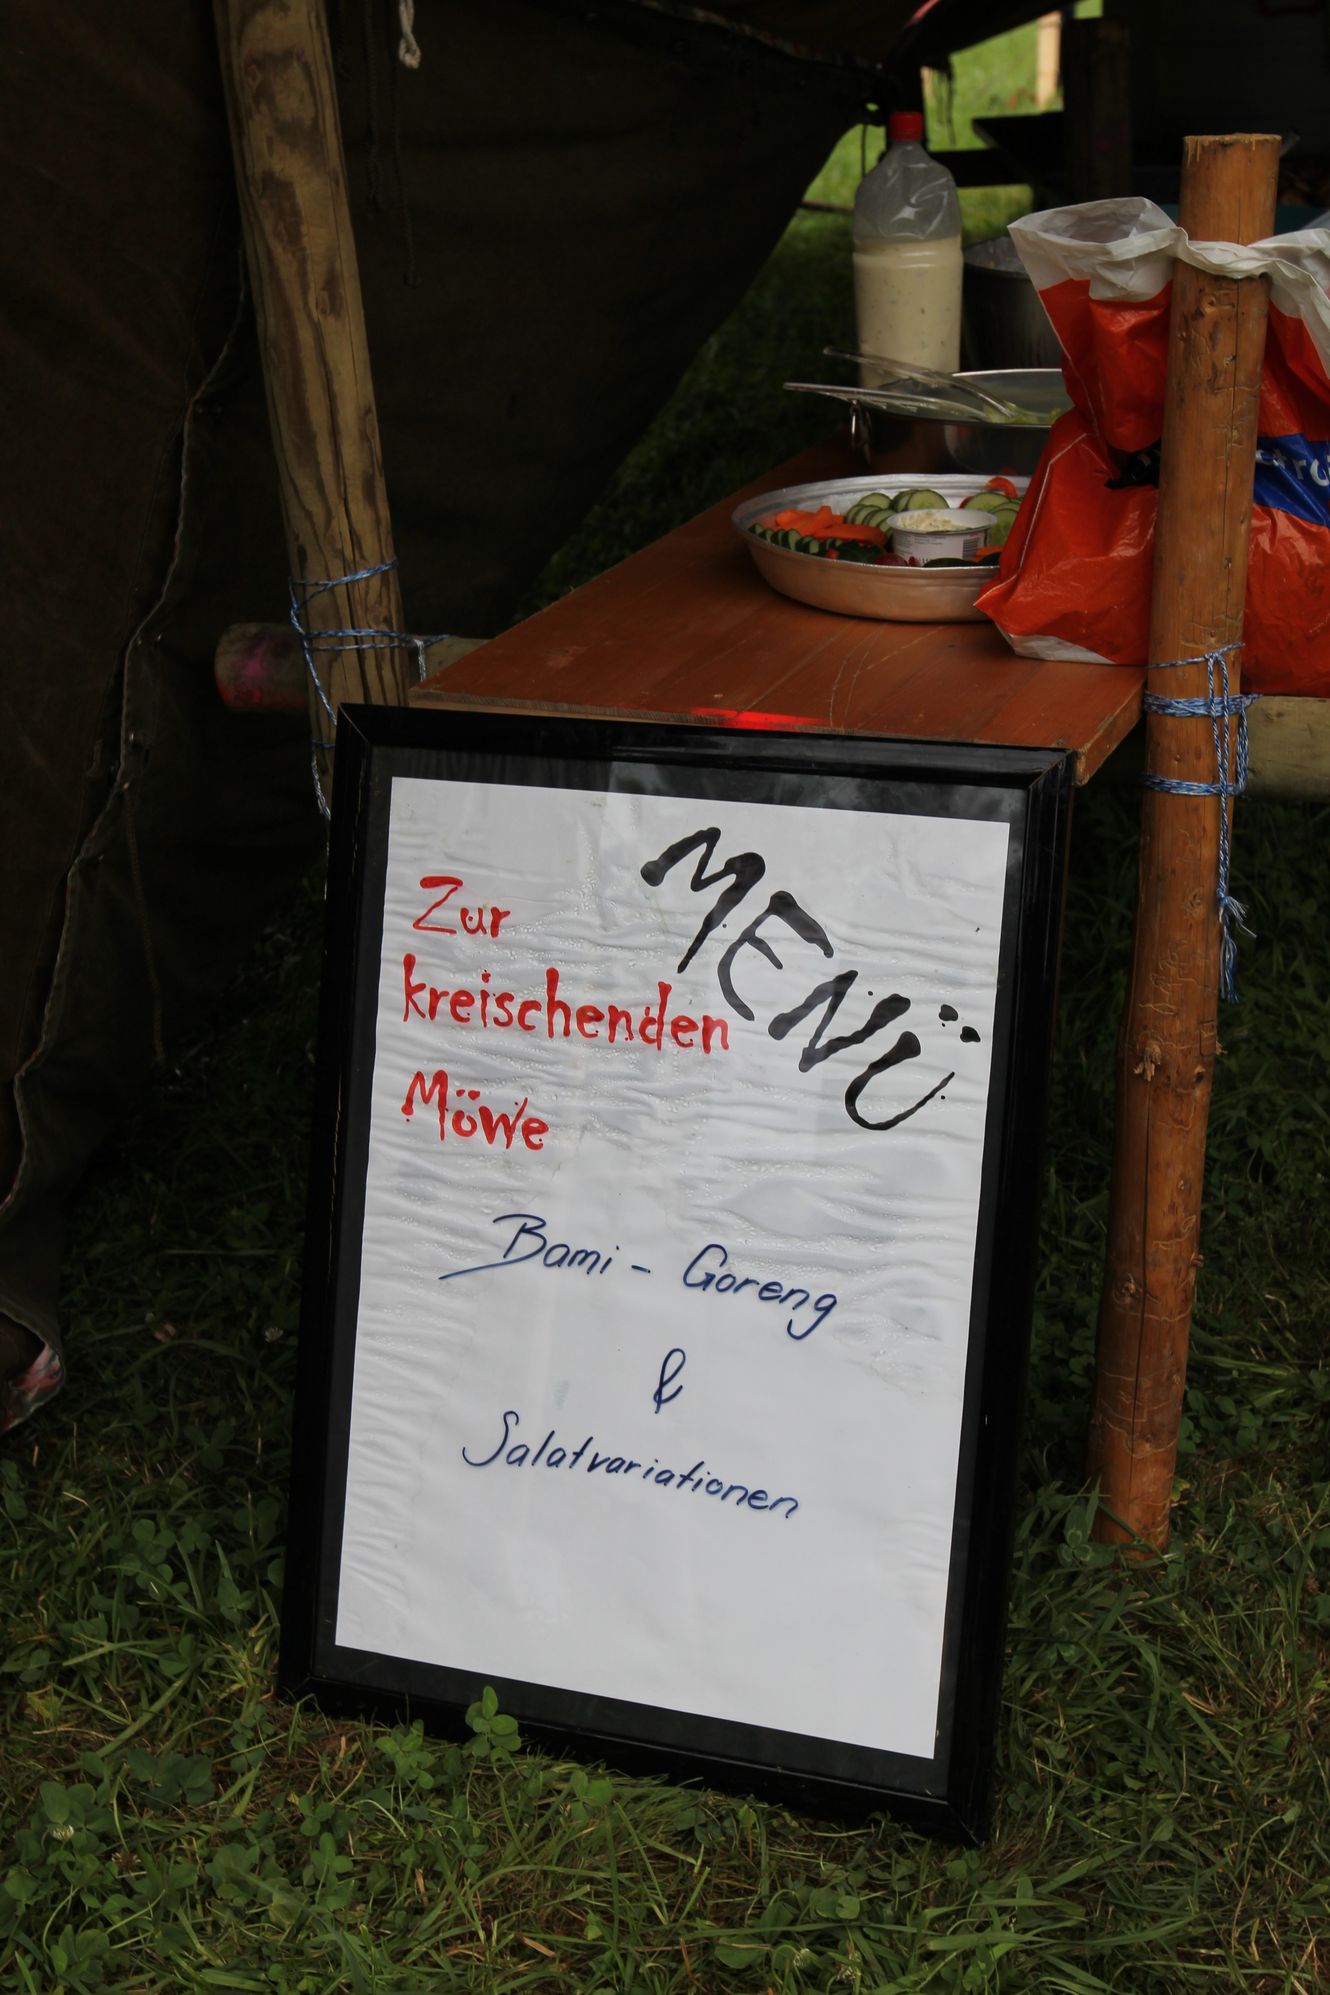 MENÜ
Zur
kreischenden
Möwe
Bami - Goreng
&
Salatvariationen